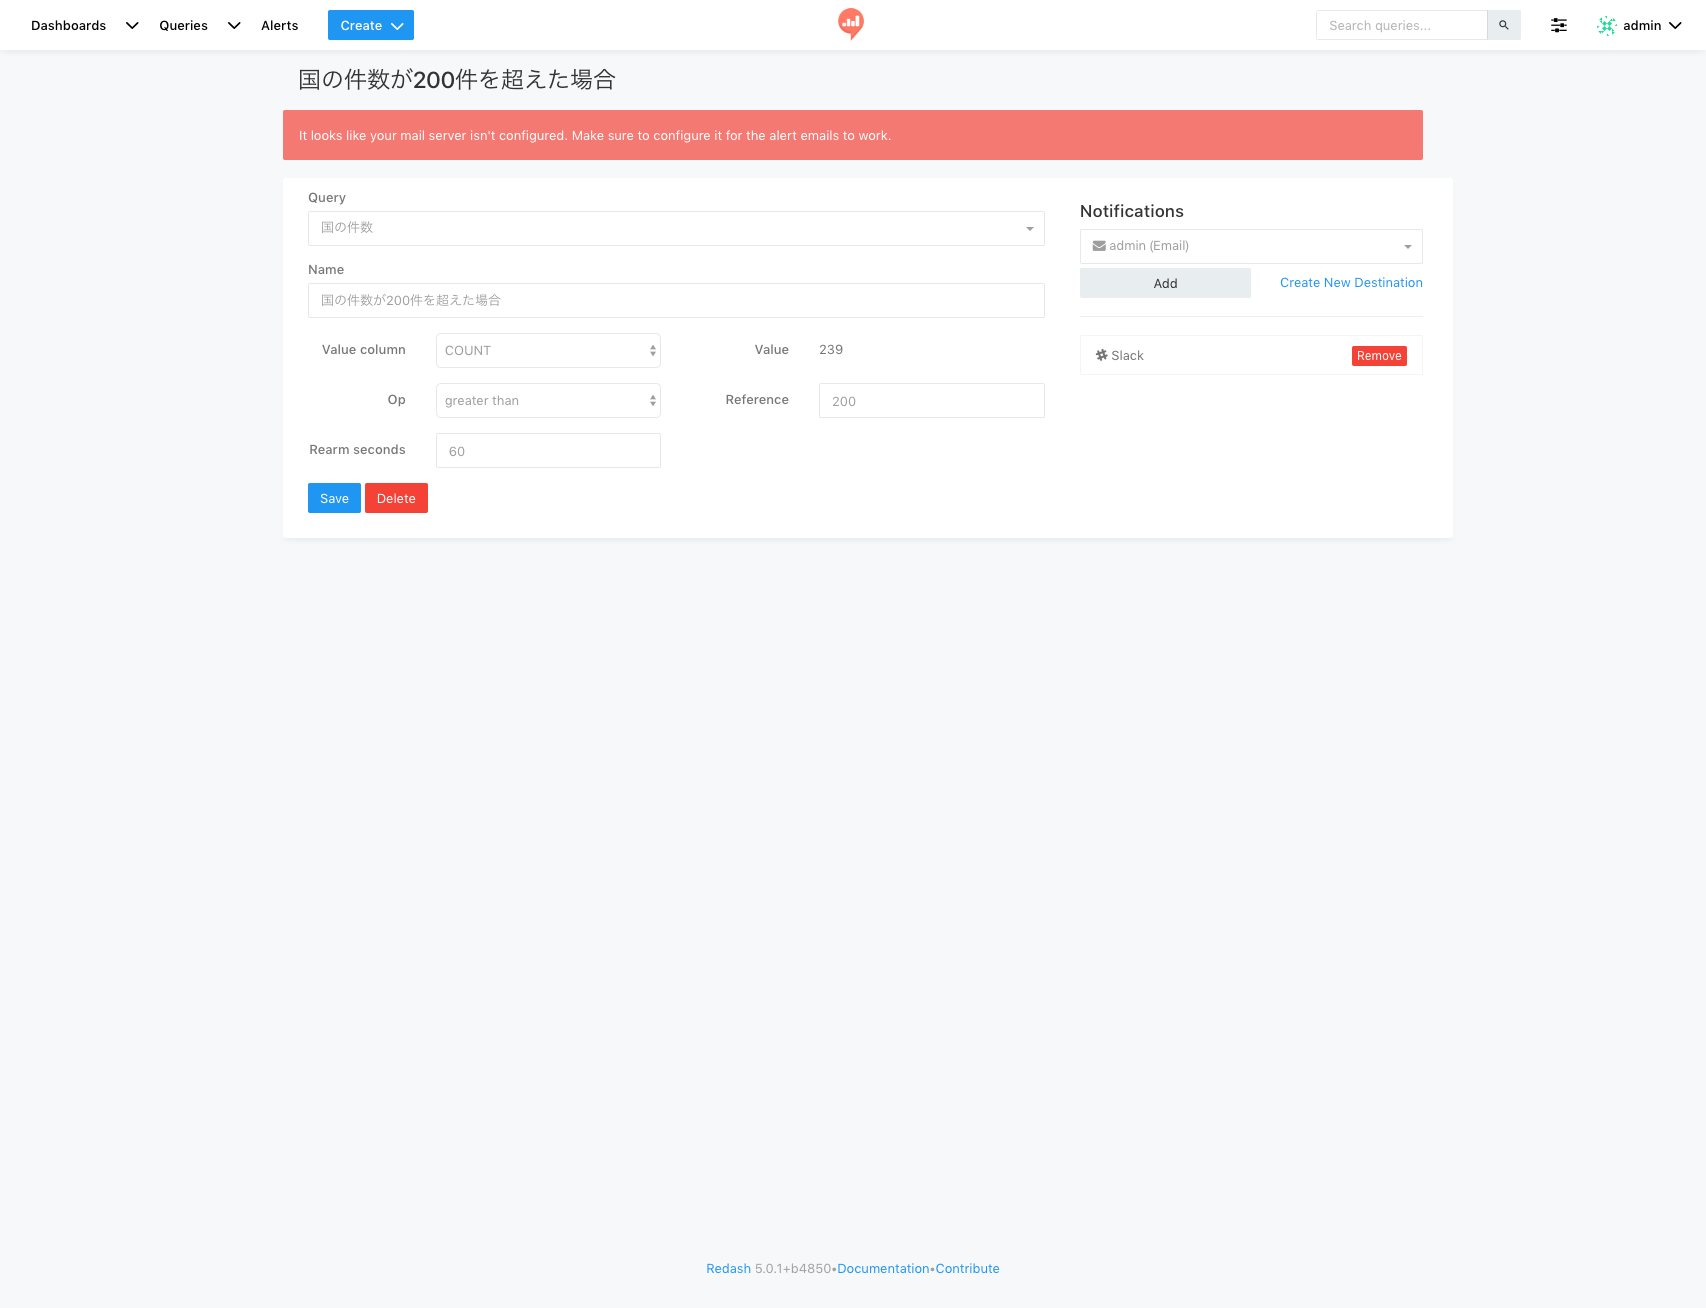 Dashboards Queries Alerts Create Search queries... admin
国の件数が200件を超えた場合
It looks like your mail server isn't configured. Make sure to configure it for the alert emails to work.
Query
国の件数
Name
国の件数が200件を超えた場合
Value column COUNT Value 239
Op greater than Reference 200
Rearm seconds 60
Save Delete
Notifications
admin (Email)
Add Create New Destination
Slack Remove
Redash 5.0.1+b4850•Documentation•Contribute